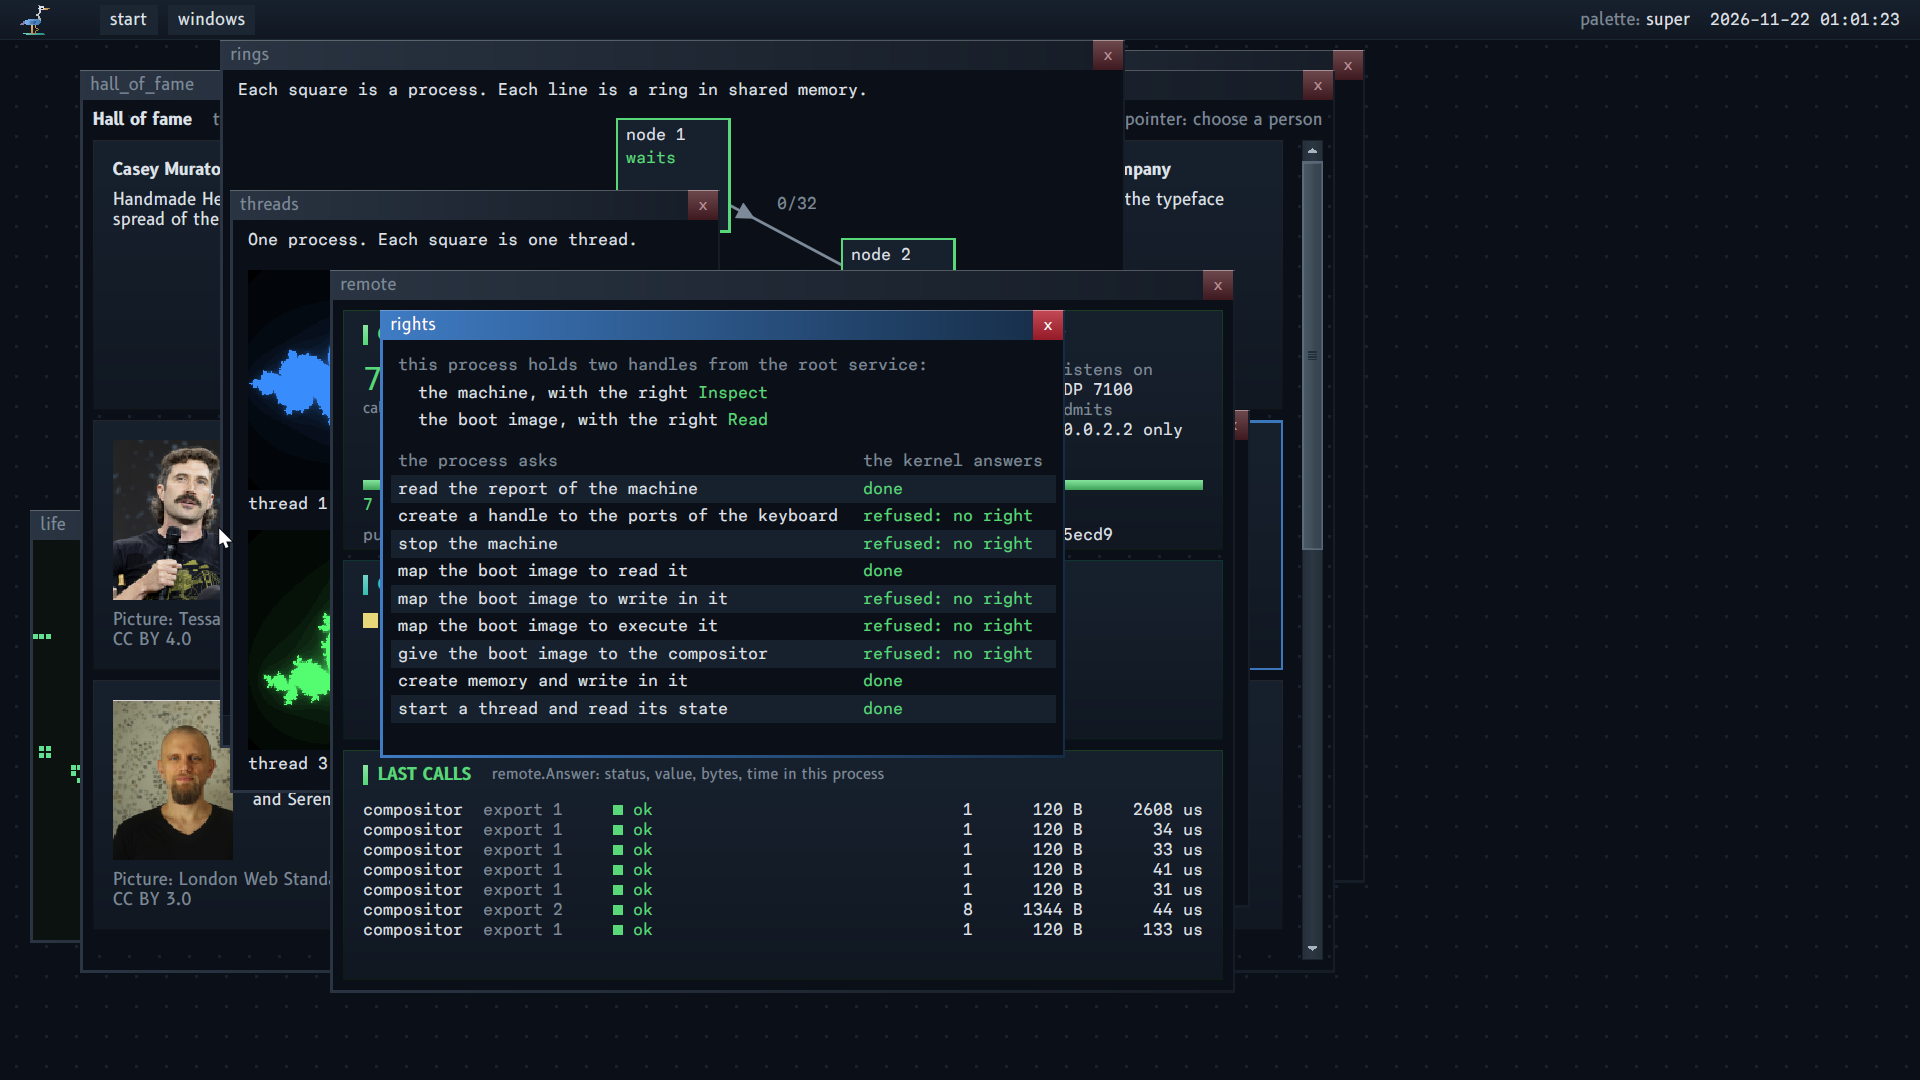 start windows palette: super 2026-11-22 01:01:23
rings x
x
hall_of_fame
x
Each square is a process. Each line is a ring in shared memory.
Hall of fame
pointer: choose a person
node 1
waits
Casey Murato
Handmade He
spread of the
the typeface
threads x
0/32
One process. Each square is one thread.
node 2
remote x
rights x
this process holds two handles from the root service:
the machine, with the right Inspect
the boot image, with the right Read
the process asks the kernel answers
read the report of the machine done
create a handle to the ports of the keyboard refused: no right
stop the machine refused: no right
map the boot image to read it done
map the boot image to write in it refused: no right
map the boot image to execute it refused: no right
give the boot image to the compositor refused: no right
create memory and write in it done
start a thread and read its state done
7
istens on
DP 7100
dmits
0.0.2.2 only
7
5ecd9
thread 1
life
Picture: Tessa
CC BY 4.0
thread 3
and Seren
Picture: London Web Standa
CC BY 3.0
LAST CALLS remote.Answer: status, value, bytes, time in this process
compositor export 1 ok 1 120 B 2608 us
compositor export 1 ok 1 120 B 34 us
compositor export 1 ok 1 120 B 33 us
compositor export 1 ok 1 120 B 41 us
compositor export 1 ok 1 120 B 31 us
compositor export 2 ok 8 1344 B 44 us
compositor export 1 ok 1 120 B 133 us